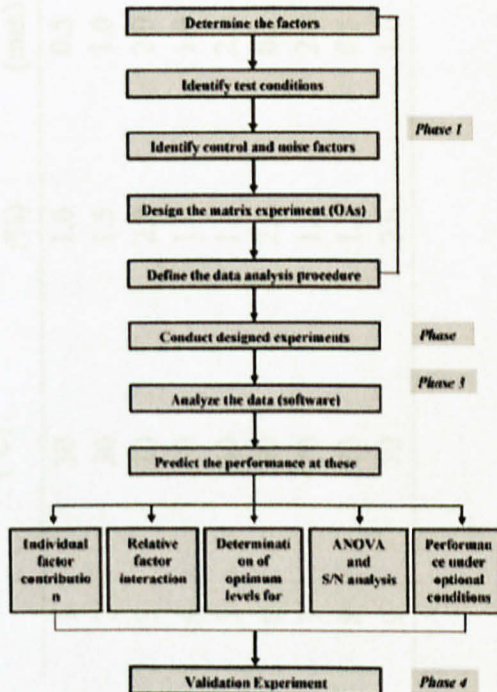 Determine the factors
Identify test conditions
Phase 1
Identify control and noise factors
Design the matrix experiment (OAs)
Define the data analysis procedure
Conduct designed experiments
Phase
Phase 3
Analyze the data (software)
Predict the performance at these
Individual
factor
contributio
n
Relative
factor
interaction
Determinati
on of
optimum
levels for
ANOVA
and
S/N analysis
Performan
ce under
optional
conditions
Validation Experiment
Phase 4